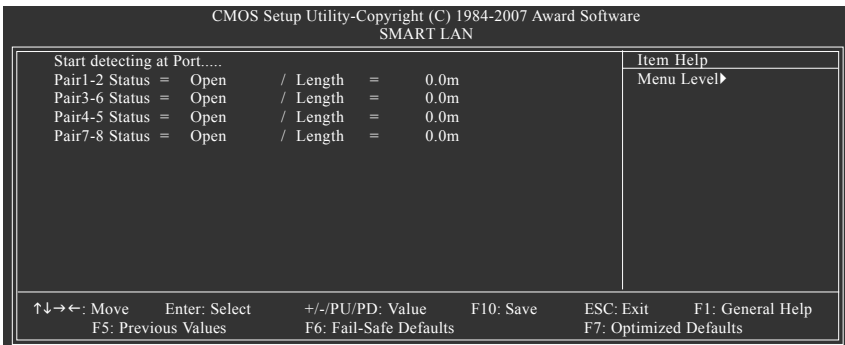 CMOS Setup Utility-Copyright (C) 1984-2007 Award Software
SMART LAN
Start detecting at Port.....
Pair1-2 Status = Open / Length = 0.0m
Pair3-6 Status = Open / Length = 0.0m
Pair4-5 Status = Open / Length = 0.0m
Pair7-8 Status = Open / Length = 0.0m
Item Help
Menu Level▶
↑↓→←: Move Enter: Select +/-/PU/PD: Value F10: Save ESC: Exit F1: General Help
F5: Previous Values F6: Fail-Safe Defaults F7: Optimized Defaults